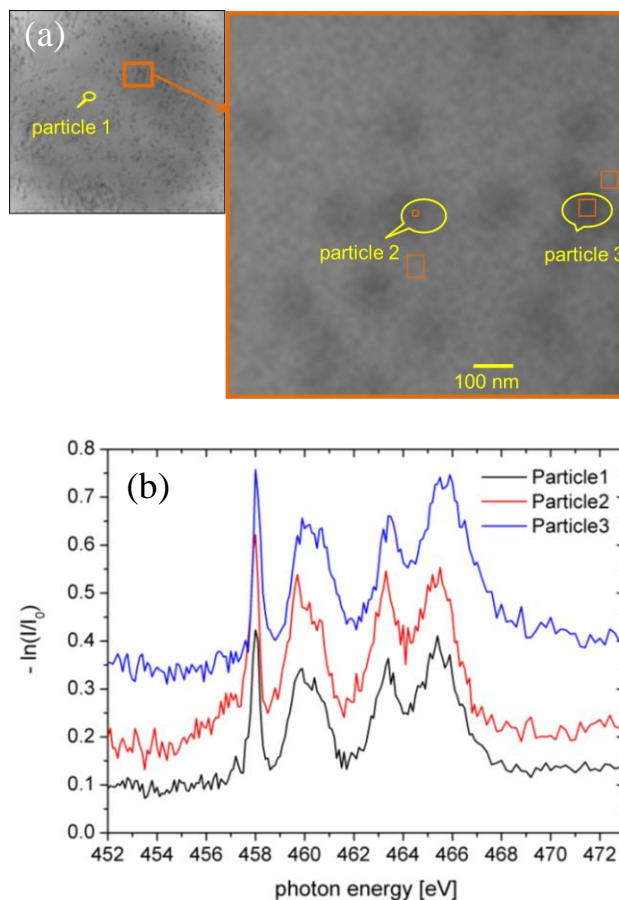 (a)
particle 1
particle 2
particle 3
100 nm
(b)
Particle1
Particle2
Particle3
0.8
0.7
0.6
0.5
0.4
0.3
0.2
0.1
0.0
- ln(I/I₀)
452 454 456 458 460 462 464 466 468 470 472
photon energy [eV]